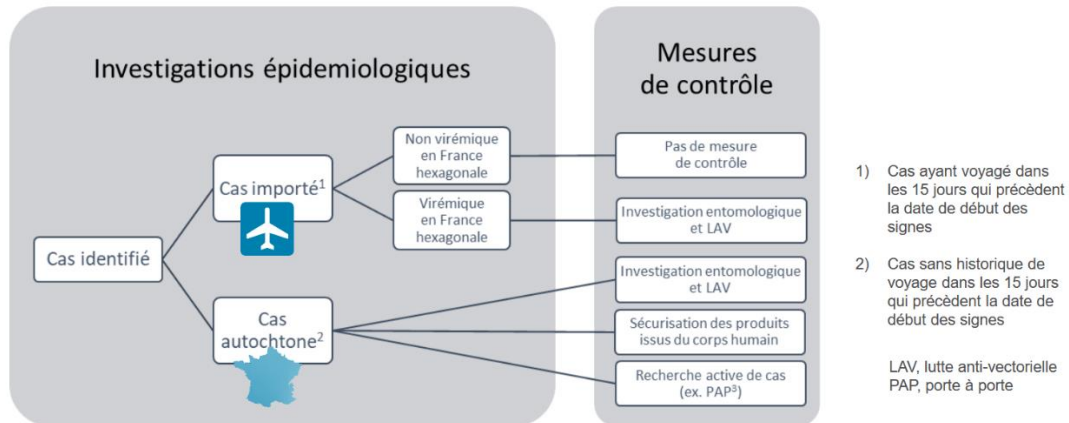 Investigations épidemiologiques
Cas identifié
Cas importé¹
Cas
autochtone²
Non virémique
en France
hexagonale
Virémique
en France
hexagonale
Mesures
de contrôle
Pas de mesure
de contrôle
Investigation entomologique
et LAV
Investigation entomologique
et LAV
Sécurisation des produits
issus du corps humain
Recherche active de cas
(ex. PAP³)
1) Cas ayant voyagé dans
les 15 jours qui précèdent
la date de début des
signes
2) Cas sans historique de
voyage dans les 15 jours
qui précèdent la date de
début des signes
LAV, lutte anti-vectorielle
PAP, porte à porte